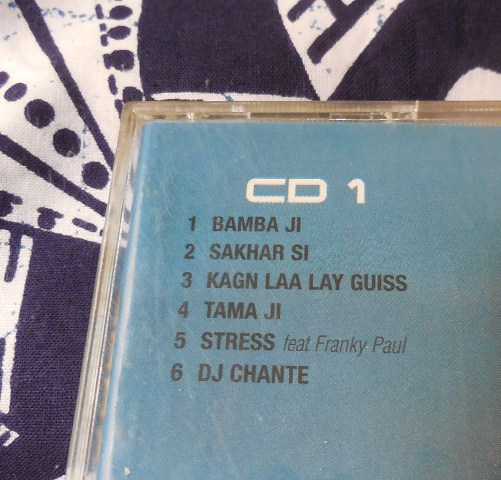 CD 1
1 BAMBA JI
2 SAKHAR SI
3 KAGN LAA LAY GUISS
4 TAMA JI
5 STRESS feat Franky Paul
6 DJ CHANTE